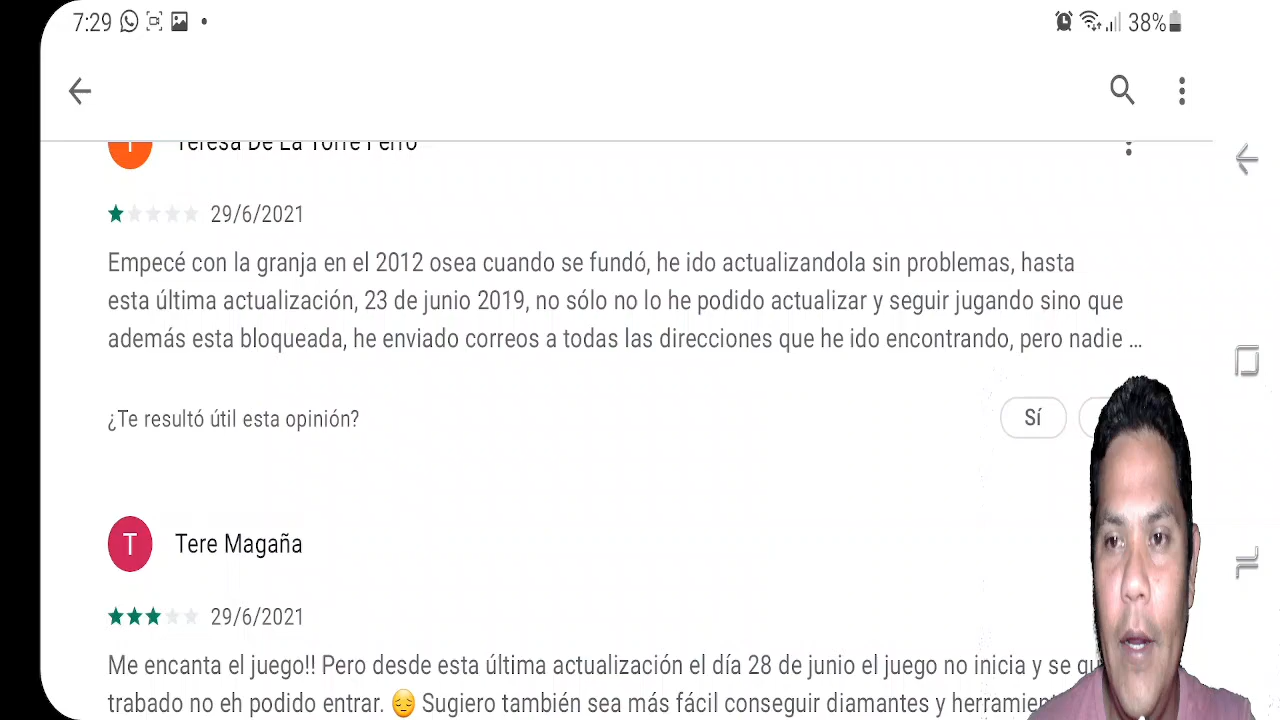 7:29
38%
Teresa De La Torre Ferro
29/6/2021
Empecé con la granja en el 2012 osea cuando se fundó, he ido actualizandola sin problemas, hasta
esta última actualización, 23 de junio 2019, no sólo no lo he podido actualizar y seguir jugando sino que
además esta bloqueada, he enviado correos a todas las direcciones que he ido encontrando, pero nadie ...
¿Te resultó útil esta opinión?
Sí
T
Tere Magaña
29/6/2021
Me encanta el juego!! Pero desde esta última actualización el día 28 de junio el juego no inicia y se
trabado no eh podido entrar. 😔 Sugiero también sea más fácil conseguir diamantes y